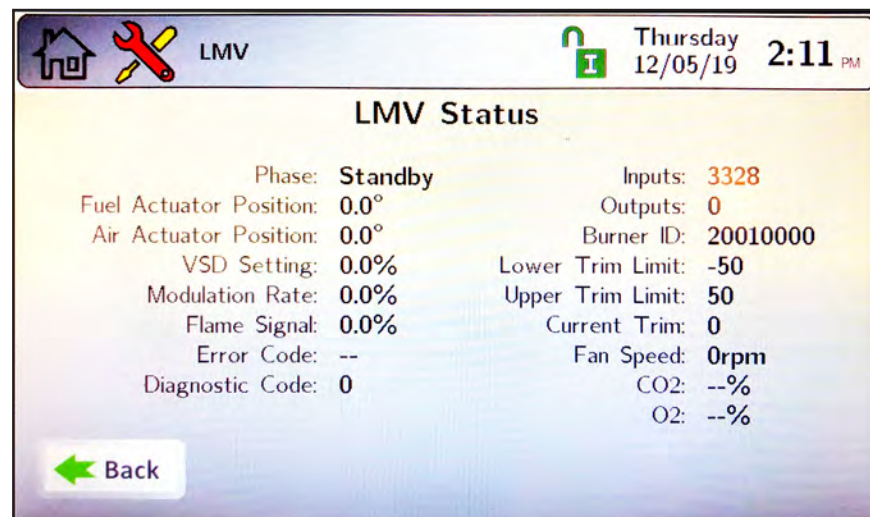 LMV
Thursday
12/05/19
2:11 PM
I
LMV Status
Phase: Standby
Fuel Actuator Position: 0.0°
Air Actuator Position: 0.0°
VSD Setting: 0.0%
Modulation Rate: 0.0%
Flame Signal: 0.0%
Error Code: --
Diagnostic Code: 0
Inputs: 3328
Outputs: 0
Burner ID: 20010000
Lower Trim Limit: -50
Upper Trim Limit: 50
Current Trim: 0
Fan Speed: 0rpm
CO2: --%
O2: --%
Back